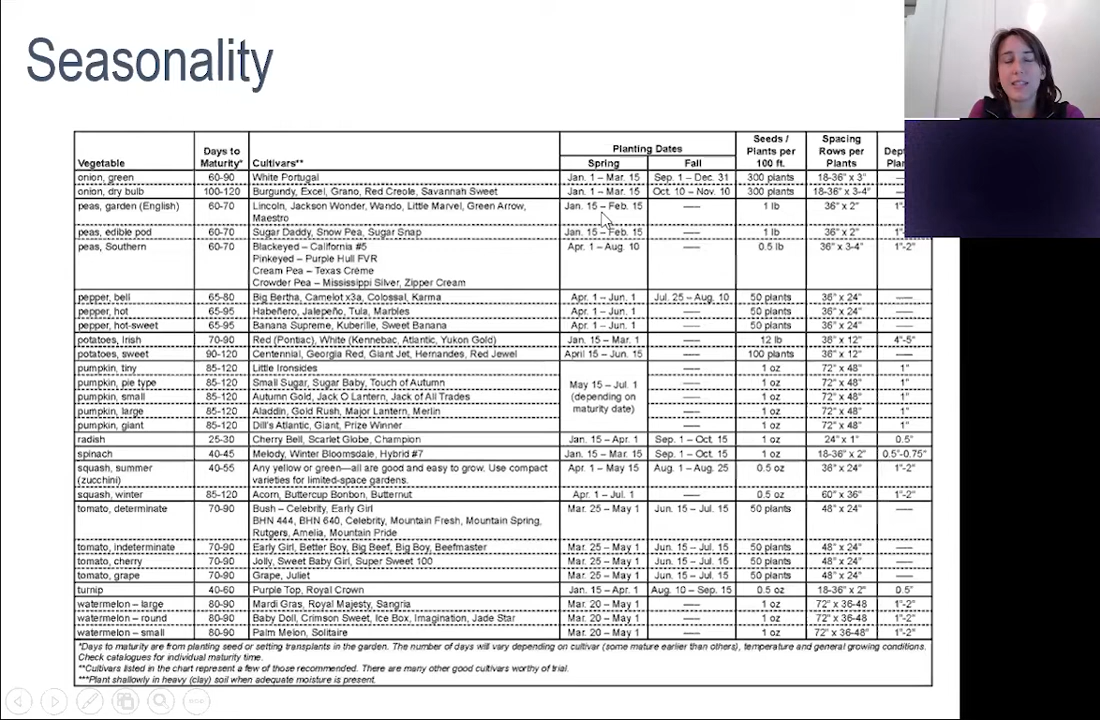 Seasonality
Vegetable Days to Maturity* Cultivars** Planting Dates Spring Fall Seeds / Plants per 100 ft. Spacing Rows per Plants
onion, green 60-90 White Portugal Jan. 1 – Mar. 15 Sep. 1 – Dec. 31 300 plants 18-36" x 3" —
onion, dry bulb 100-120 Burgundy, Excel, Grano, Red Creole, Savannah Sweet Jan. 1 – Mar. 15 Oct. 10 – Nov. 10 300 plants 18-36" x 3-4" —
peas, garden (English) 60-70 Lincoln, Jackson Wonder, Wando, Little Marvel, Green Arrow, Jan. 15 – Feb. 15 — 1 lb 36" x 2" 1"-
Maestro
peas, edible pod 60-70 Sugar Daddy, Snow Pea, Sugar Snap Jan. 15 – Feb. 15 — 1 lb 36" x 2" 1"-
peas, Southern 60-70 Blackeyed – California #5 Apr. 1 – Aug. 10 — 0.5 lb 36" x 3-4" 1"-2"
Pinkeyed – Purple Hull FVR
Cream Pea – Texas Créme
Crowder Pea – Mississippi Silver, Zipper Cream
pepper, bell 65-80 Big Bertha, Camelot x3a, Colossal, Karma Apr. 1 – Jun. 1 Jul. 25 – Aug. 10 50 plants 36" x 24" —
pepper, hot 65-95 Habeñero, Jalepeño, Tula, Marbles Apr. 1 – Jun. 1 — 50 plants 36" x 24" —
pepper, hot-sweet 65-95 Banana Supreme, Kuberille, Sweet Banana Apr. 1 – Jun. 1 — 50 plants 36" x 24" —
potatoes, Irish 70-90 Red (Pontiac), White (Kennebac, Atlantic, Yukon Gold) Jan. 15 – Mar. 1 — 12 lb 38" x 12" 4"-5"
potatoes, sweet 90-120 Centennial, Georgia Red, Giant Jet, Hernandes, Red Jewel April 15 – Jun. 15 — 100 plants 36" x 12" —
pumpkin, tiny 85-120 Little Ironsides — 1 oz 72" x 48" 1"
pumpkin, pie type 85-120 Small Sugar, Sugar Baby, Touch of Autumn May 15 – Jul. 1 — 1 oz 72" x 48" 1"
pumpkin, small 85-120 Autumn Gold, Jack O Lantern, Jack of All Trades (depending on — 1 oz 72" x 48" 1"
pumpkin, large 85-120 Aladdin, Gold Rush, Major Lantern, Merlin maturity date) — 1 oz 72" x 48" 1"
pumpkin, giant 85-120 Dill's Atlantic, Giant, Prize Winner — 1 oz 72" x 48" 1"
radish 25-30 Cherry Bell, Scarlet Globe, Champion Jan. 15 – Apr. 1 Sep. 1 – Oct. 15 1 oz 24" x 1" 0.5"
spinach 40-45 Melody, Winter Bloomsdale, Hybrid #7 Jan. 15 – Mar. 15 Sep. 1 – Oct. 15 1 oz 18-36" x 2" 0.5"-0.75"
squash, summer 40-55 Any yellow or green—all are good and easy to grow. Use compact Apr. 1 – May 15 Aug. 1 – Aug. 25 0.5 oz 36" x 24" 1"-2"
(zucchini) varieties for limited-space gardens.
squash, winter 85-120 Acorn, Buttercup Bonbon, Butternut Apr. 1 – Jul. 1 — 0.5 oz 60" x 36" 1"-2"
tomato, determinate 70-90 Bush – Celebrity, Early Girl Mar. 25 – May 1 Jun. 15 – Jul. 15 50 plants 48" x 24" —
BHN 444, BHN 640, Celebrity, Mountain Fresh, Mountain Spring,
Rutgers, Amelia, Mountain Pride
tomato, indeterminate 70-90 Early Girl, Better Boy, Big Beef, Big Boy, Beefmaster Mar. 25 – May 1 Jun. 15 – Jul. 15 50 plants 48" x 24" —
tomato, cherry 70-90 Jolly, Sweet Baby Girl, Super Sweet 100 Mar. 25 – May 1 Jun. 15 – Jul. 15 50 plants 48" x 24" —
tomato, grape 70-90 Grape, Juliet Mar. 25 – May 1 Jun. 15 – Jul. 15 50 plants 48" x 24" —
turnip 40-60 Purple Top, Royal Crown Jan. 15 – Apr. 1 Aug. 10 – Sep. 15 0.5 oz 18-36" x 2" 0.5"
watermelon – large 80-90 Mardi Gras, Royal Majesty, Sangria Mar. 20 – May 1 — 1 oz 72" x 36-48 1"-2"
watermelon – round 80-90 Baby Doll, Crimson Sweet, Ice Box, Imagination, Jade Star Mar. 20 – May 1 — 1 oz 72" x 36-48" 1"-2"
watermelon – small 80-90 Palm Melon, Solitaire Mar. 20 – May 1 — 1 oz 72" x 36-48" 1"-2"
*Days to maturity are from planting seed or setting transplants in the garden. The number of days will vary depending on cultivar (some mature earlier than others), temperature and general growing conditions.
Check catalogues for individual maturity time.
**Cultivars listed in the chart represent a few of those recommended. There are many other good cultivars worthy of trial.
***Plant shallowly in heavy (clay) soil when adequate moisture is present.